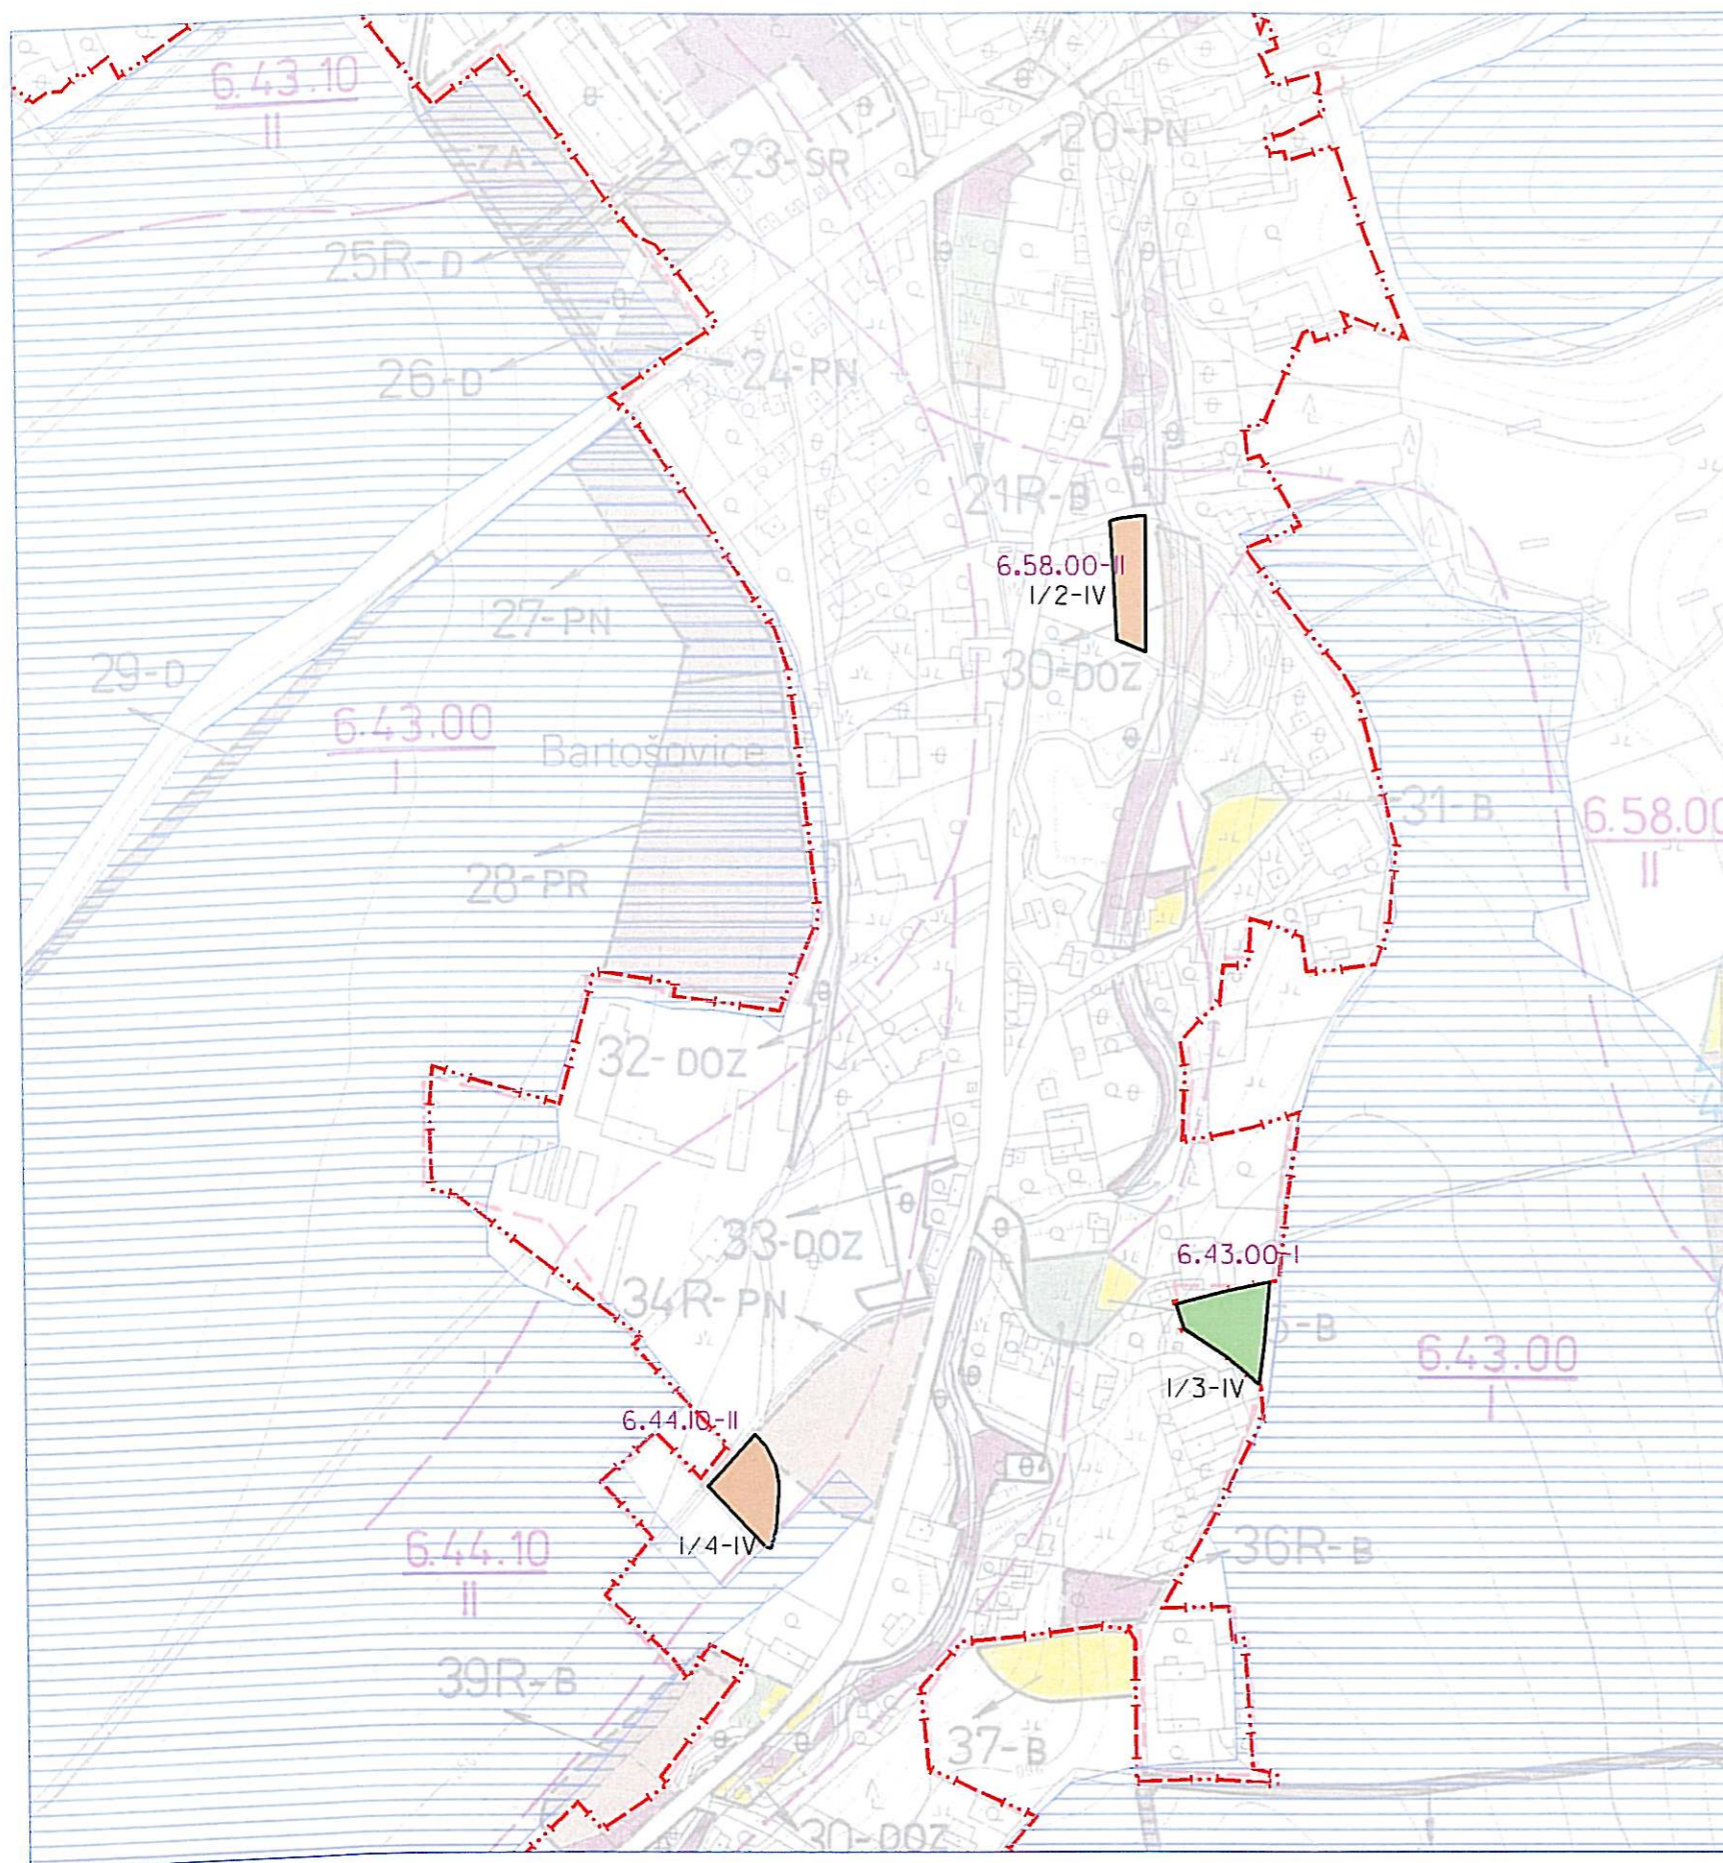 6.43.10
II
ZA
23-SR
20-PN
25R-D
26-D
24-PN
21R-B
6.58.00-II
1/2-IV
27-PN
29-D
30-DOZ
6.43.00
I
Bartošovice
31-B
6.58.00
II
28-PR
32-DOZ
33-DOZ
6.43.00-I
34R-PN
-B
6.43.00
I
1/3-IV
6.44.10-II
1/4-IV
6.44.10
II
36R-B
39R-B
37-B
30-DOZ